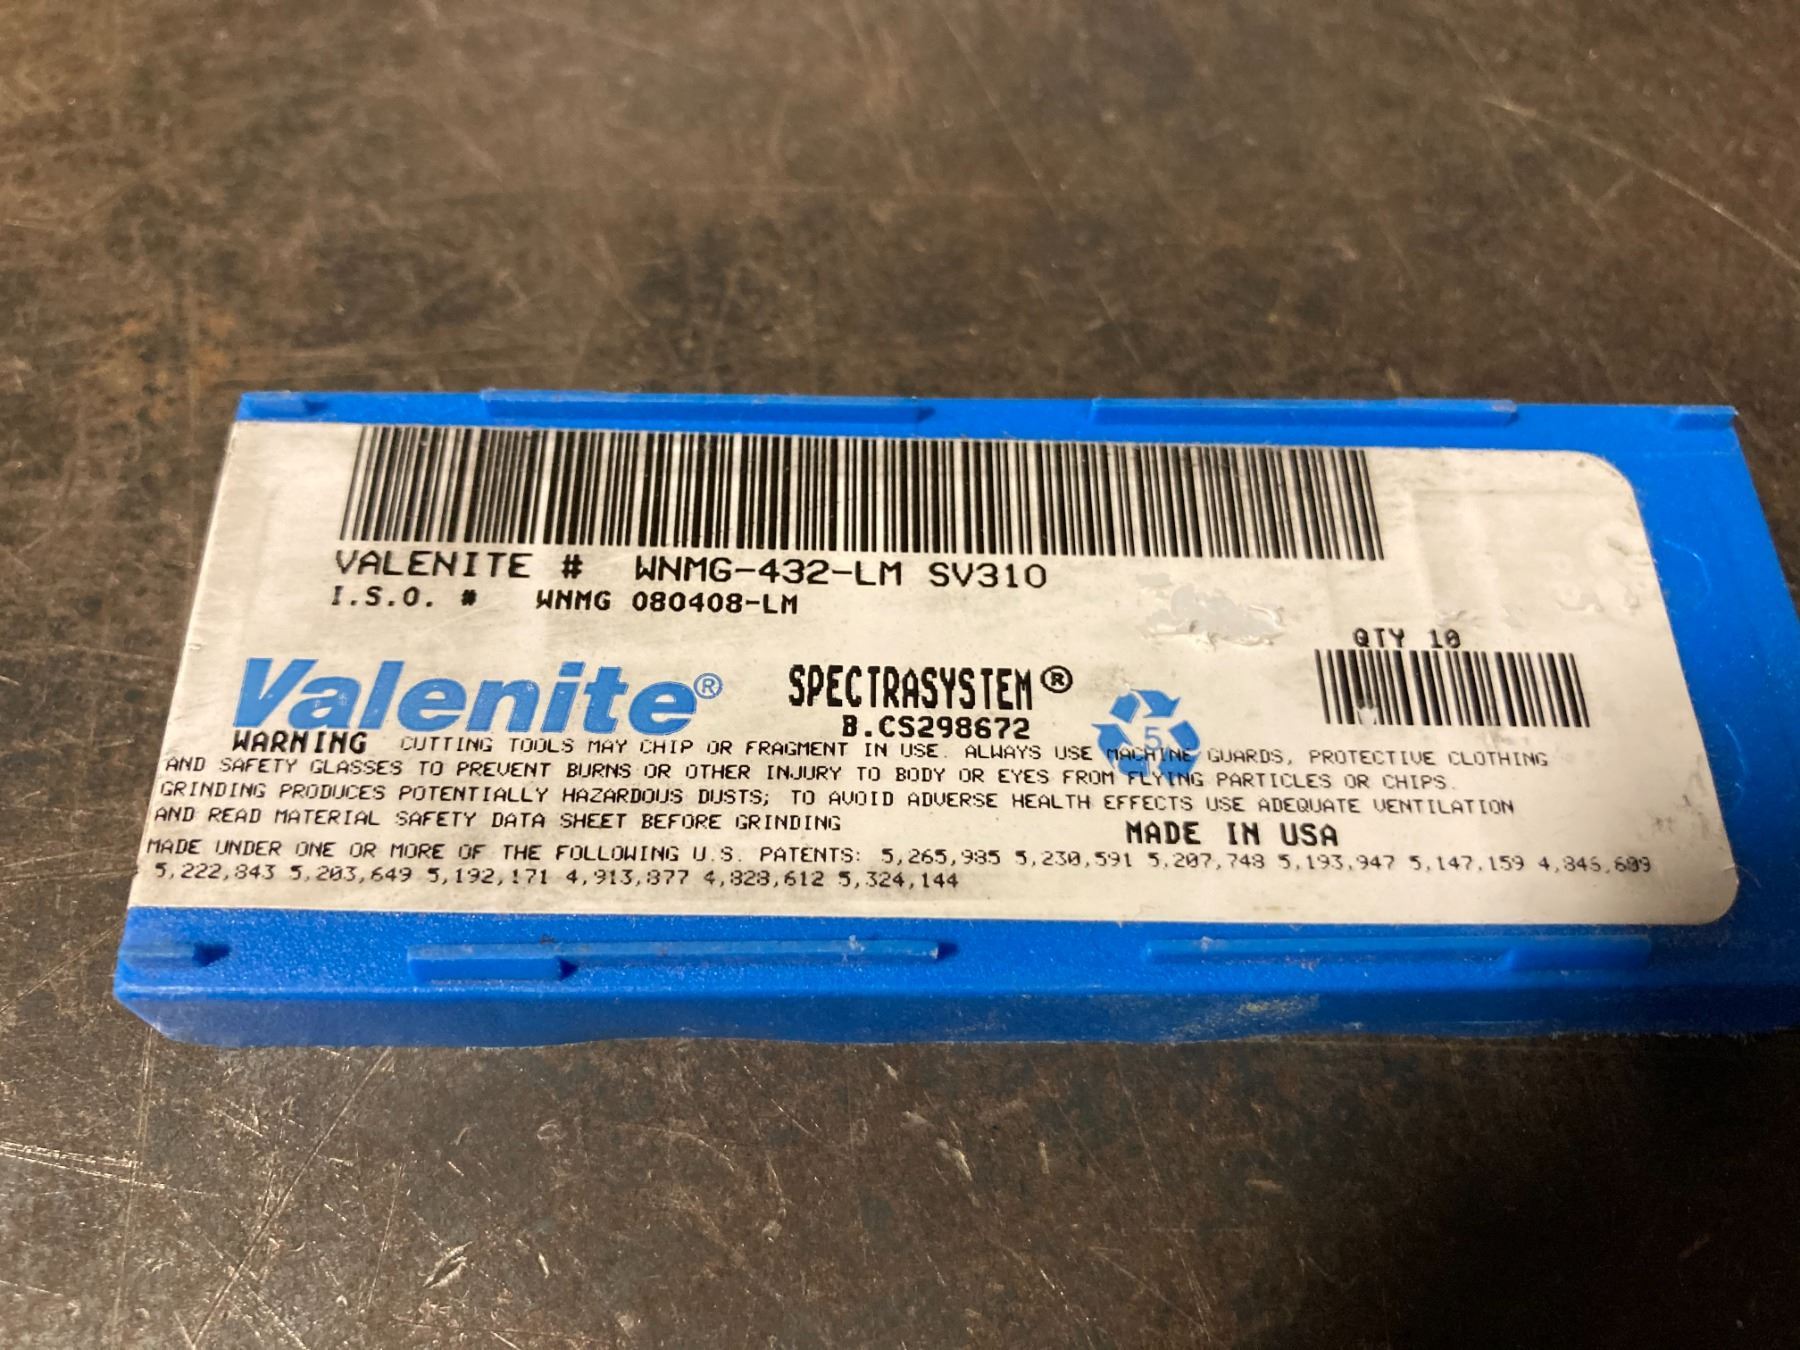 VALENITE # WNMG-432-LM SV310
I.S.O. # WNMG 080408-LM
QTY 10
Valenite® SPECTRASYSTEM®
B.CS298672
5
WARNING CUTTING TOOLS MAY CHIP OR FRAGMENT IN USE. ALWAYS USE MACHINE GUARDS, PROTECTIVE CLOTHING
AND SAFETY GLASSES TO PREVENT BURNS OR OTHER INJURY TO BODY OR EYES FROM FLYING PARTICLES OR CHIPS.
GRINDING PRODUCES POTENTIALLY HAZARDOUS DUSTS; TO AVOID ADVERSE HEALTH EFFECTS USE ADEQUATE VENTILATION
AND READ MATERIAL SAFETY DATA SHEET BEFORE GRINDING
MADE IN USA
MADE UNDER ONE OR MORE OF THE FOLLOWING U.S. PATENTS: 5,265,985 5,230,591 5,207,748 5,193,947 5,147,159 4,846,609
5,222,843 5,203,649 5,192,171 4,913,877 4,828,612 5,324,144